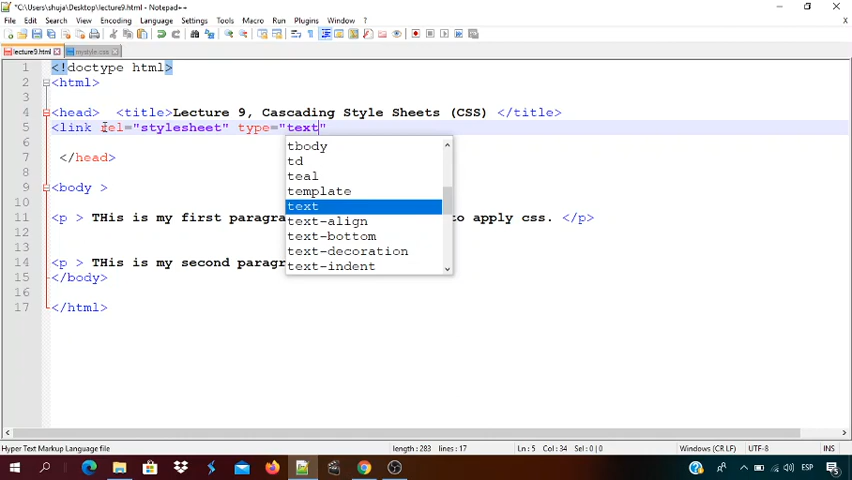 *C:\Users\shuja\Desktop\lecture9.html - Notepad++
File Edit Search View Encoding Language Settings Tools Macro Run Plugins Window ?
lecture9.html mystyle.css
1 <!doctype html>
2 <html>
3
4 <head> <title>Lecture 9, Cascading Style Sheets (CSS) </title>
5 <link rel="stylesheet" type="text"
6 tbody
td
7 </head> teal
8 template
9 <body > text
10 text-align
11 <p > THis is my first paragra to apply css. </p>
12 text-bottom
13 text-decoration
14 <p > THis is my second paragr text-indent
15 </body>
16
17 </html>
Hyper Text Markup Language file length : 283 lines : 17 Ln : 5 Col : 34 Sel : 0 | 0 Windows (CR LF) UTF-8 INS
ESP 5